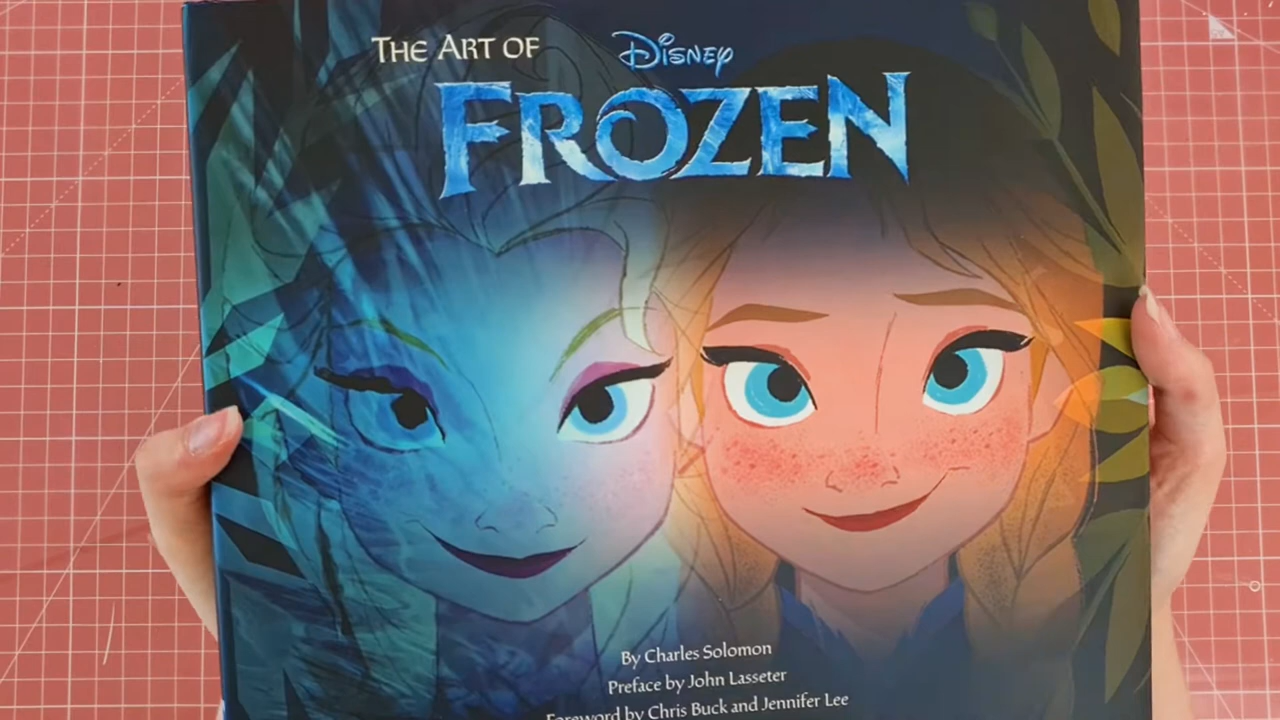 THE ART OF DISNEY
FROZEN
By Charles Solomon
Preface by John Lasseter
Foreword by Chris Buck and Jennifer Lee